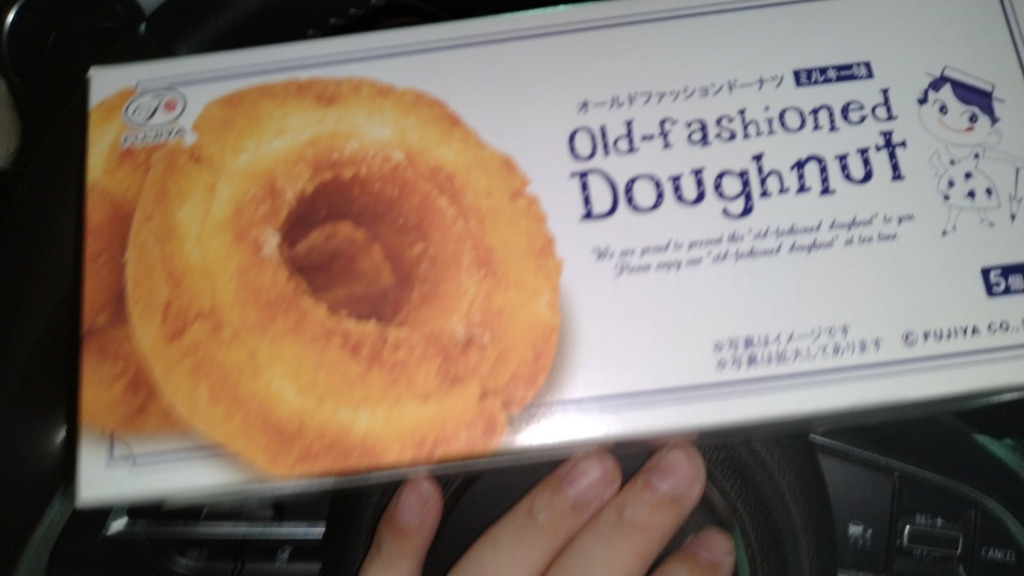 FUJIYA
オールドファッションドーナツ ミルキー味
Old-fashioned
Doughnut
"We are proud to present this "old-fashioned doughnut" to you.
Please enjoy our "old-fashioned doughnut" at tea time.
5個
※写真はイメージです
※写真は拡大してあります
© FUJIYA CO.,
CANCEL